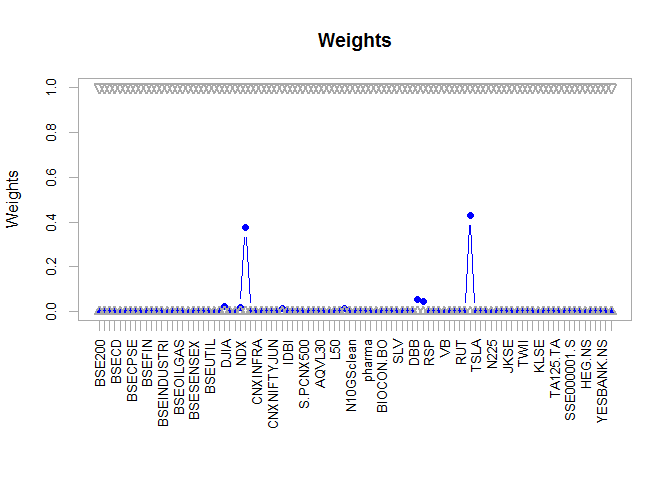 Weights
Weights
1.0
0.8
0.6
0.4
0.2
0.0
BSE200
BSECD
BSECPSE
BSEFIN
BSEINDUSTRI
BSEOILGAS
BSESENSEX
BSEUTIL
DJIA
NDX
CNXINFRA
CNXNIFTYJUN
IDBI
S.PCNX500
AQVL30
L50
N10GSclean
pharma
BIOCON.BO
SLV
DBB
RSP
VB
RUT
TSLA
N225
JKSE
TWI
KLSE
TA125.TA
SSE000001.S
HEG.NS
YESBANK.NS